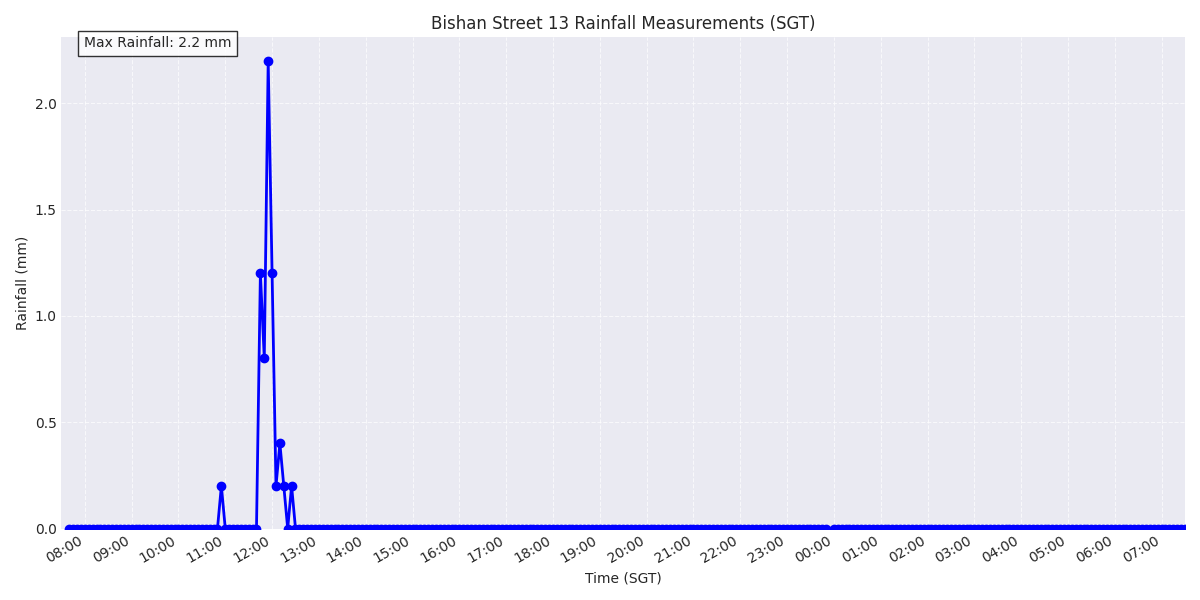 Bishan Street 13 Rainfall Measurements (SGT)
Max Rainfall: 2.2 mm
Rainfall (mm)
2.0
1.5
1.0
0.5
0.0
08:00 09:00 10:00 11:00 12:00 13:00 14:00 15:00 16:00 17:00 18:00 19:00 20:00 21:00 22:00 23:00 00:00 01:00 02:00 03:00 04:00 05:00 06:00 07:00
Time (SGT)